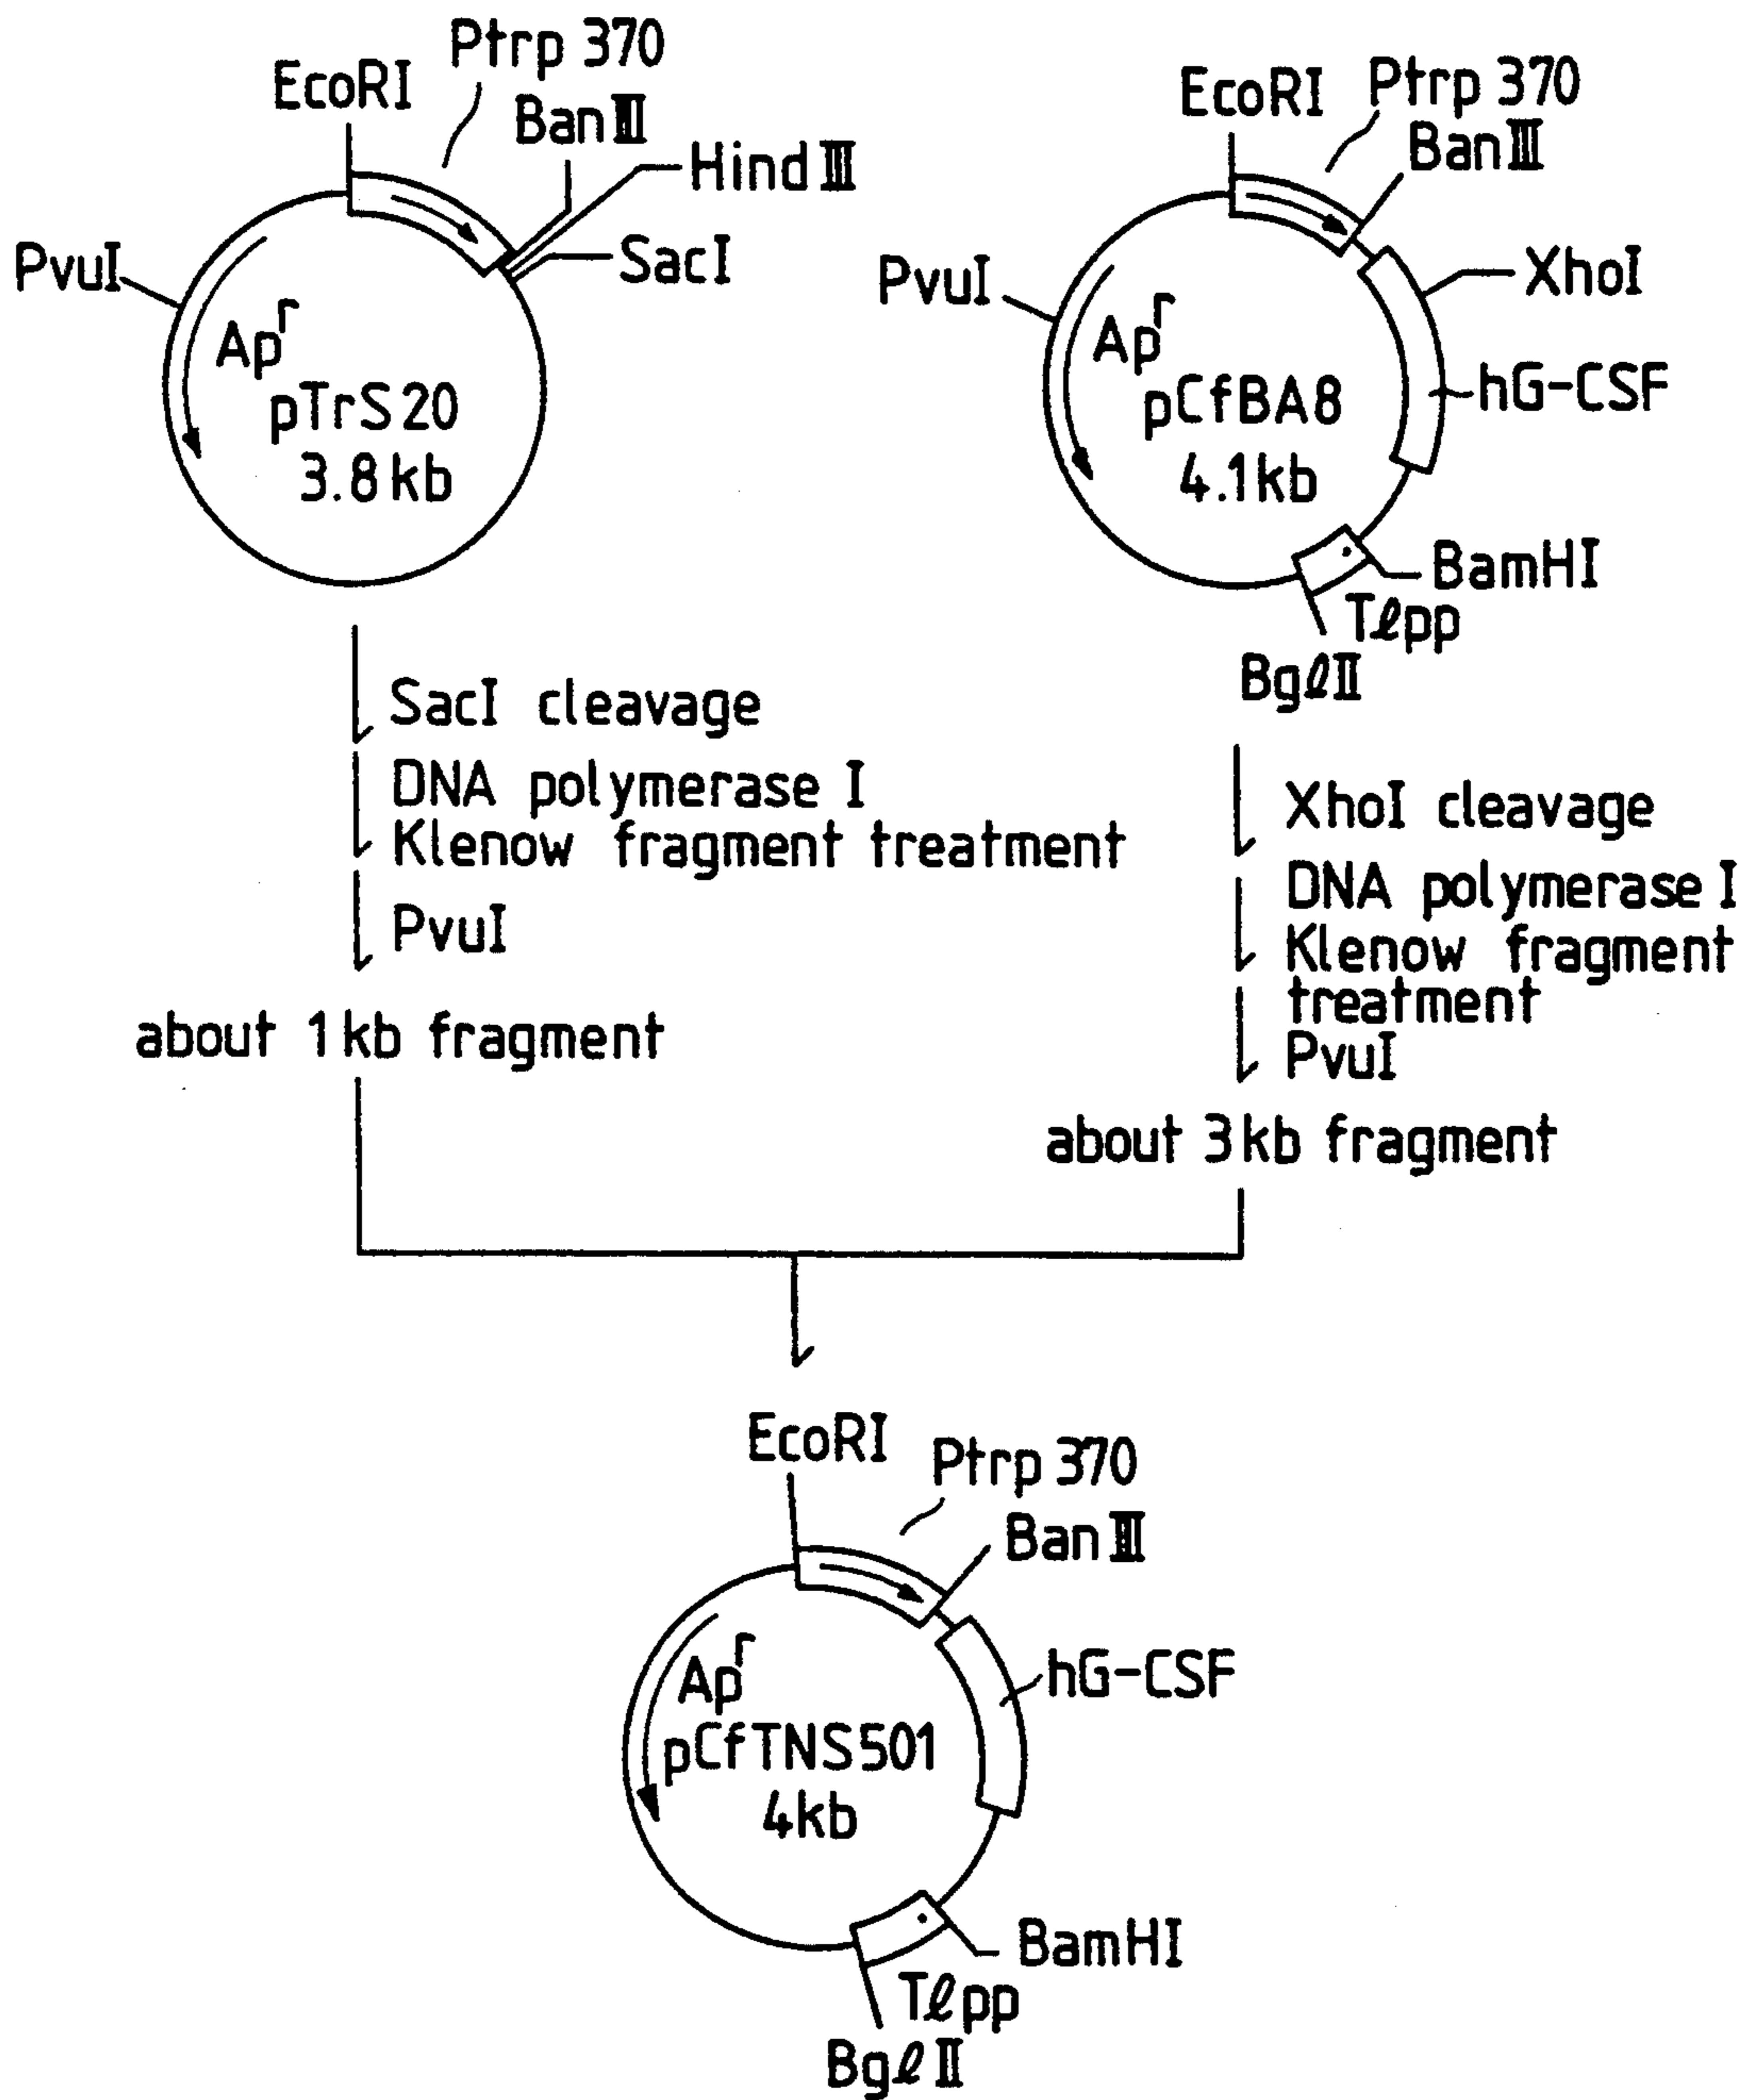 Ptrp 370
EcoRI
BanIII
HindIII
SacI
PvuI
Apʳ
pTrS20
3.8kb
Ptrp 370
EcoRI
BanIII
XhoI
PvuI
Apʳ
pCfBA8
4.1kb
hG-CSF
BamHI
Tℓpp
BgℓII
SacI cleavage
DNA polymerase I
Klenow fragment treatment
PvuI
about 1kb fragment
XhoI cleavage
DNA polymerase I
Klenow fragment
treatment
PvuI
about 3kb fragment
EcoRI
Ptrp 370
BanIII
hG-CSF
Apʳ
pCfTNS501
4kb
BamHI
Tℓpp
BgℓII